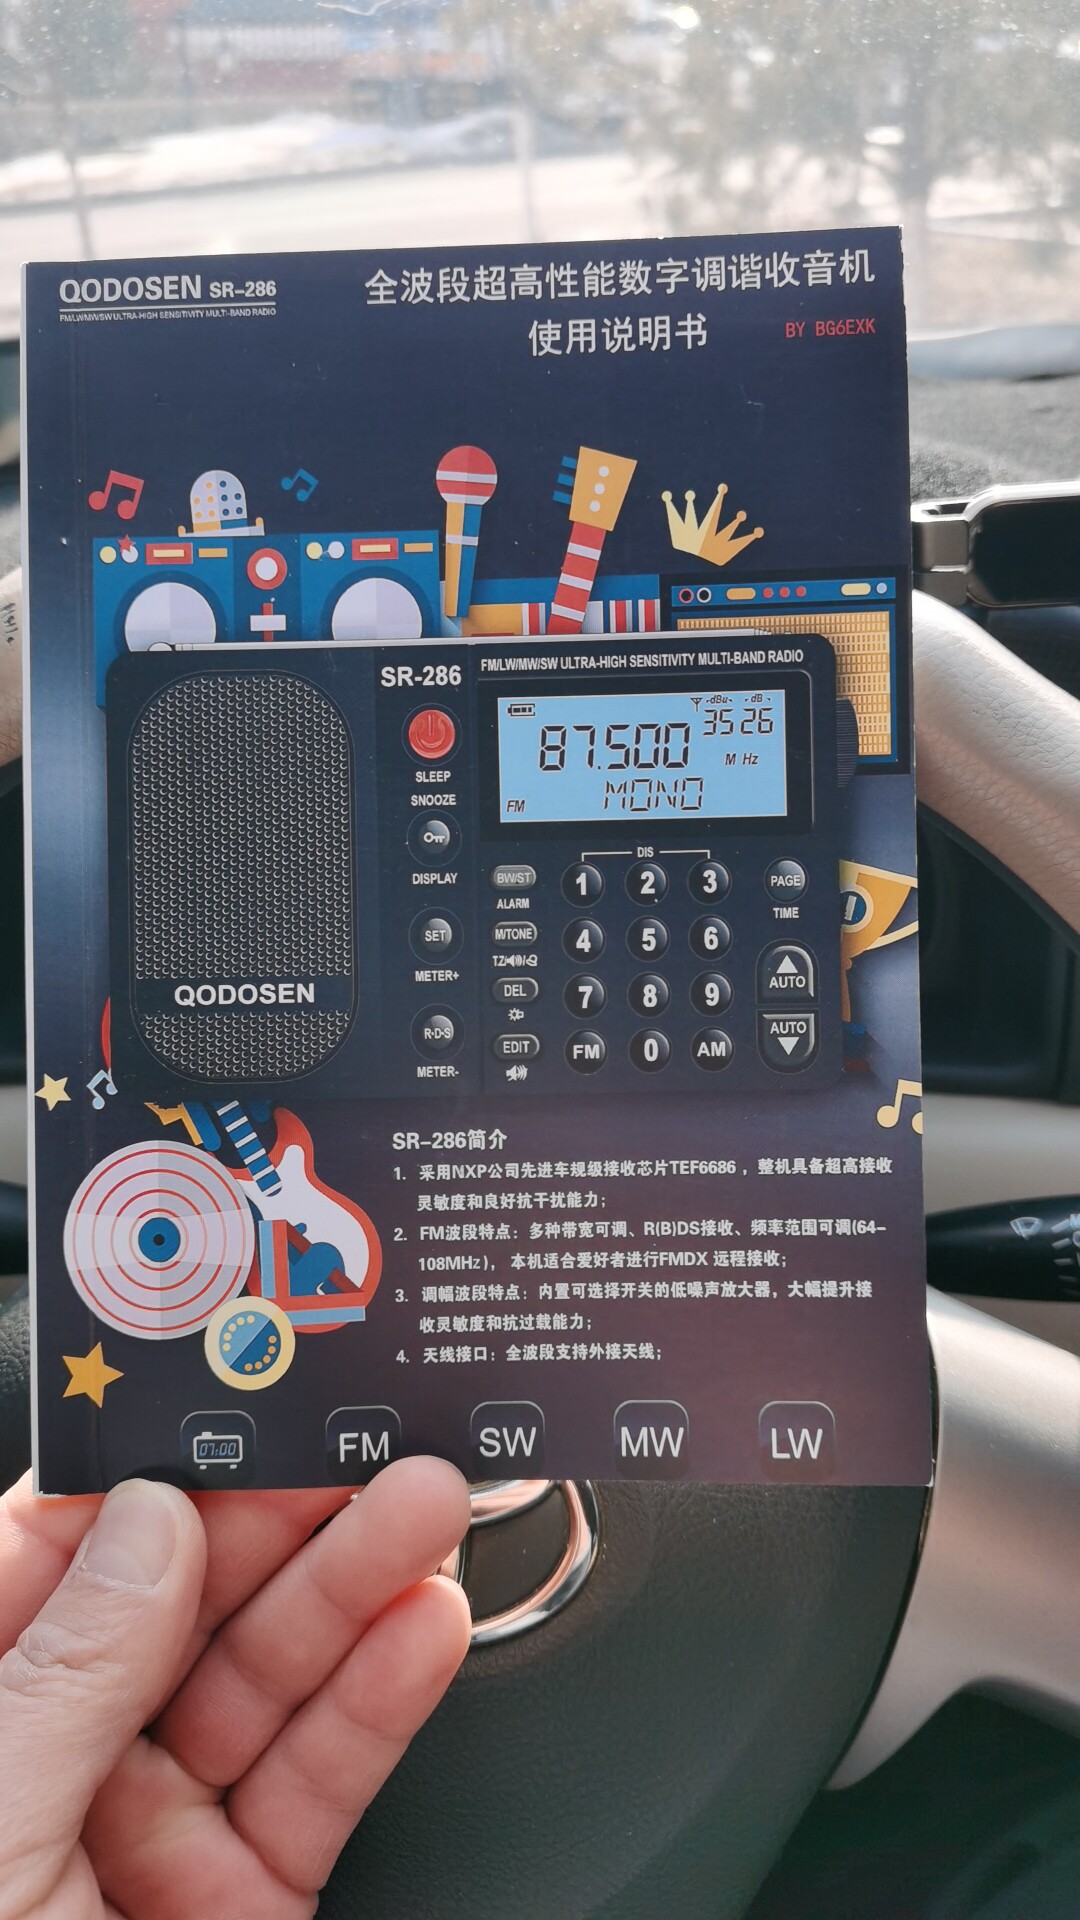 QODOSEN SR-286
FM/LW/MW/SW ULTRA-HIGH SENSITIVITY MULTI-BAND RADIO
全波段超高性能数字调谐收音机
使用说明书
BY BG6EXK
SR-286
FM/LW/MW/SW ULTRA-HIGH SENSITIVITY MULTI-BAND RADIO
dBu dB
35 26
87.500
M Hz
FM
MONO
SLEEP
SNOOZE
DISPLAY
SET
METER+
R·D·S
METER-
QODOSEN
DIS
BW/ST
1
2
3
PAGE
ALARM
TIME
M/TONE
4
5
6
TZ/
AUTO
DEL
7
8
9
AUTO
EDIT
FM
0
AM
SR-286简介
1. 采用NXP公司先进车规级接收芯片TEF6686，整机具备超高接收
灵敏度和良好抗干扰能力；
2. FM波段特点：多种带宽可调、R(B)DS接收、频率范围可调(64-
108MHz)，本机适合爱好者进行FMDX 远程接收；
3. 调幅波段特点：内置可选择开关的低噪声放大器，大幅提升接
收灵敏度和抗过载能力；
4. 天线接口：全波段支持外接天线；
07:00
FM
SW
MW
LW